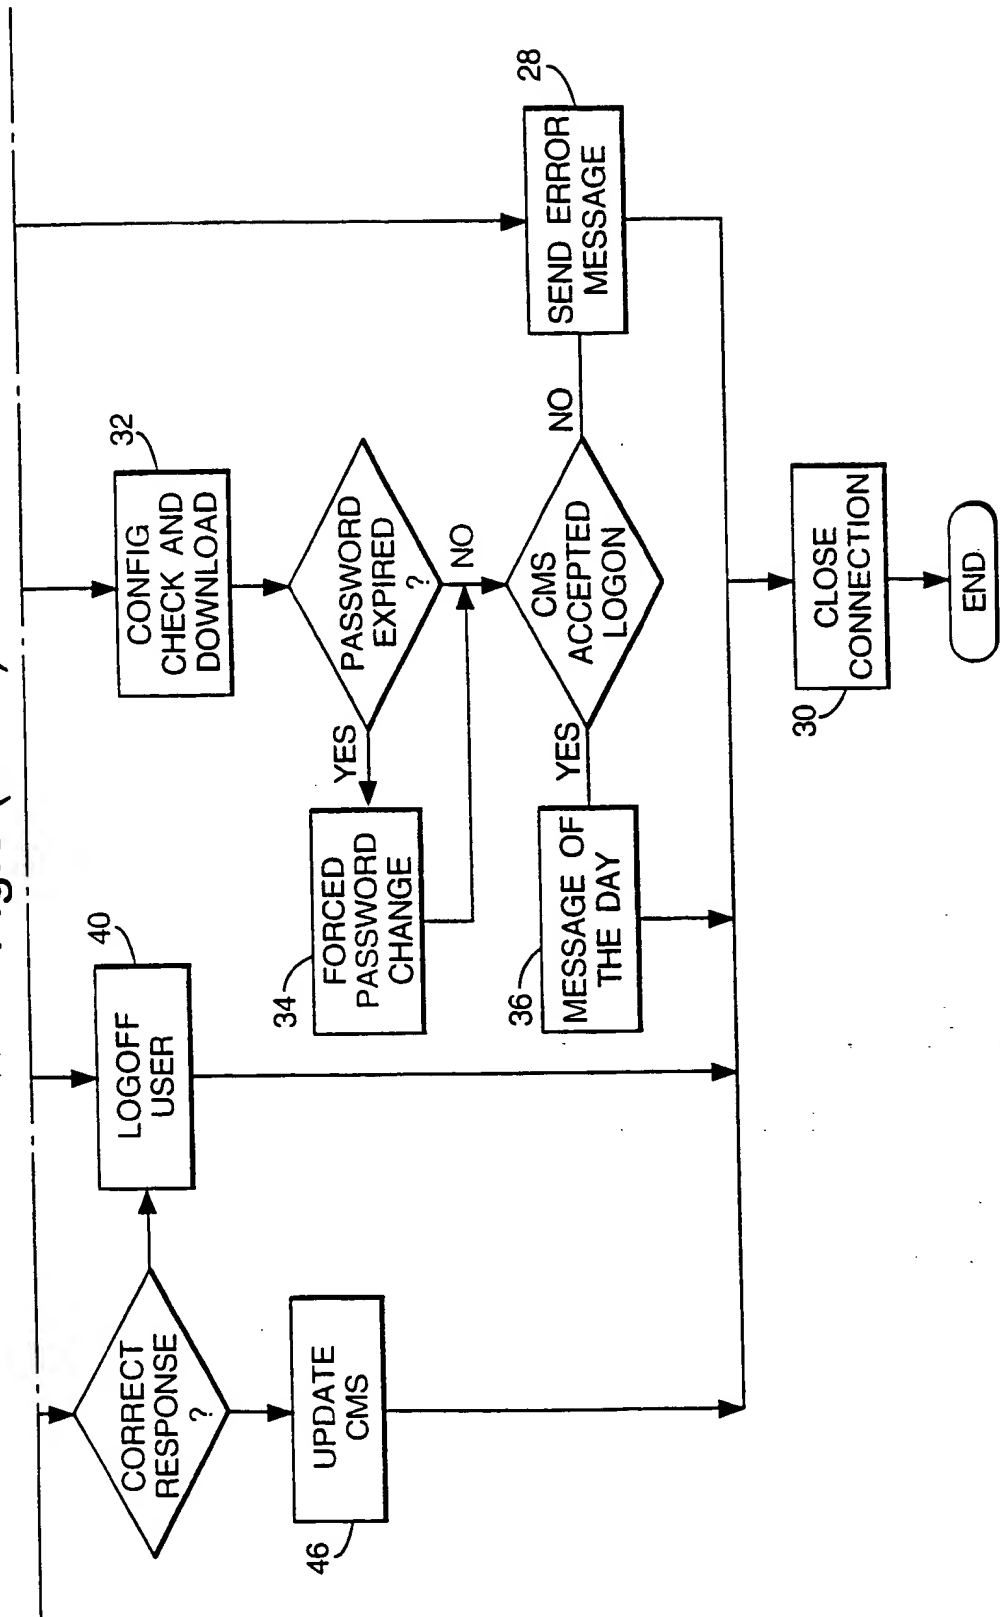 CORRECT
RESPONSE
?
UPDATE
CMS
46
LOGOFF
USER
40
CONFIG
CHECK AND
DOWNLOAD
32
PASSWORD
EXPIRED
?
YES
NO
FORCED
PASSWORD
CHANGE
34
CMS
ACCEPTED
LOGON
YES
NO
MESSAGE OF
THE DAY
36
SEND ERROR
MESSAGE
28
CLOSE
CONNECTION
30
END